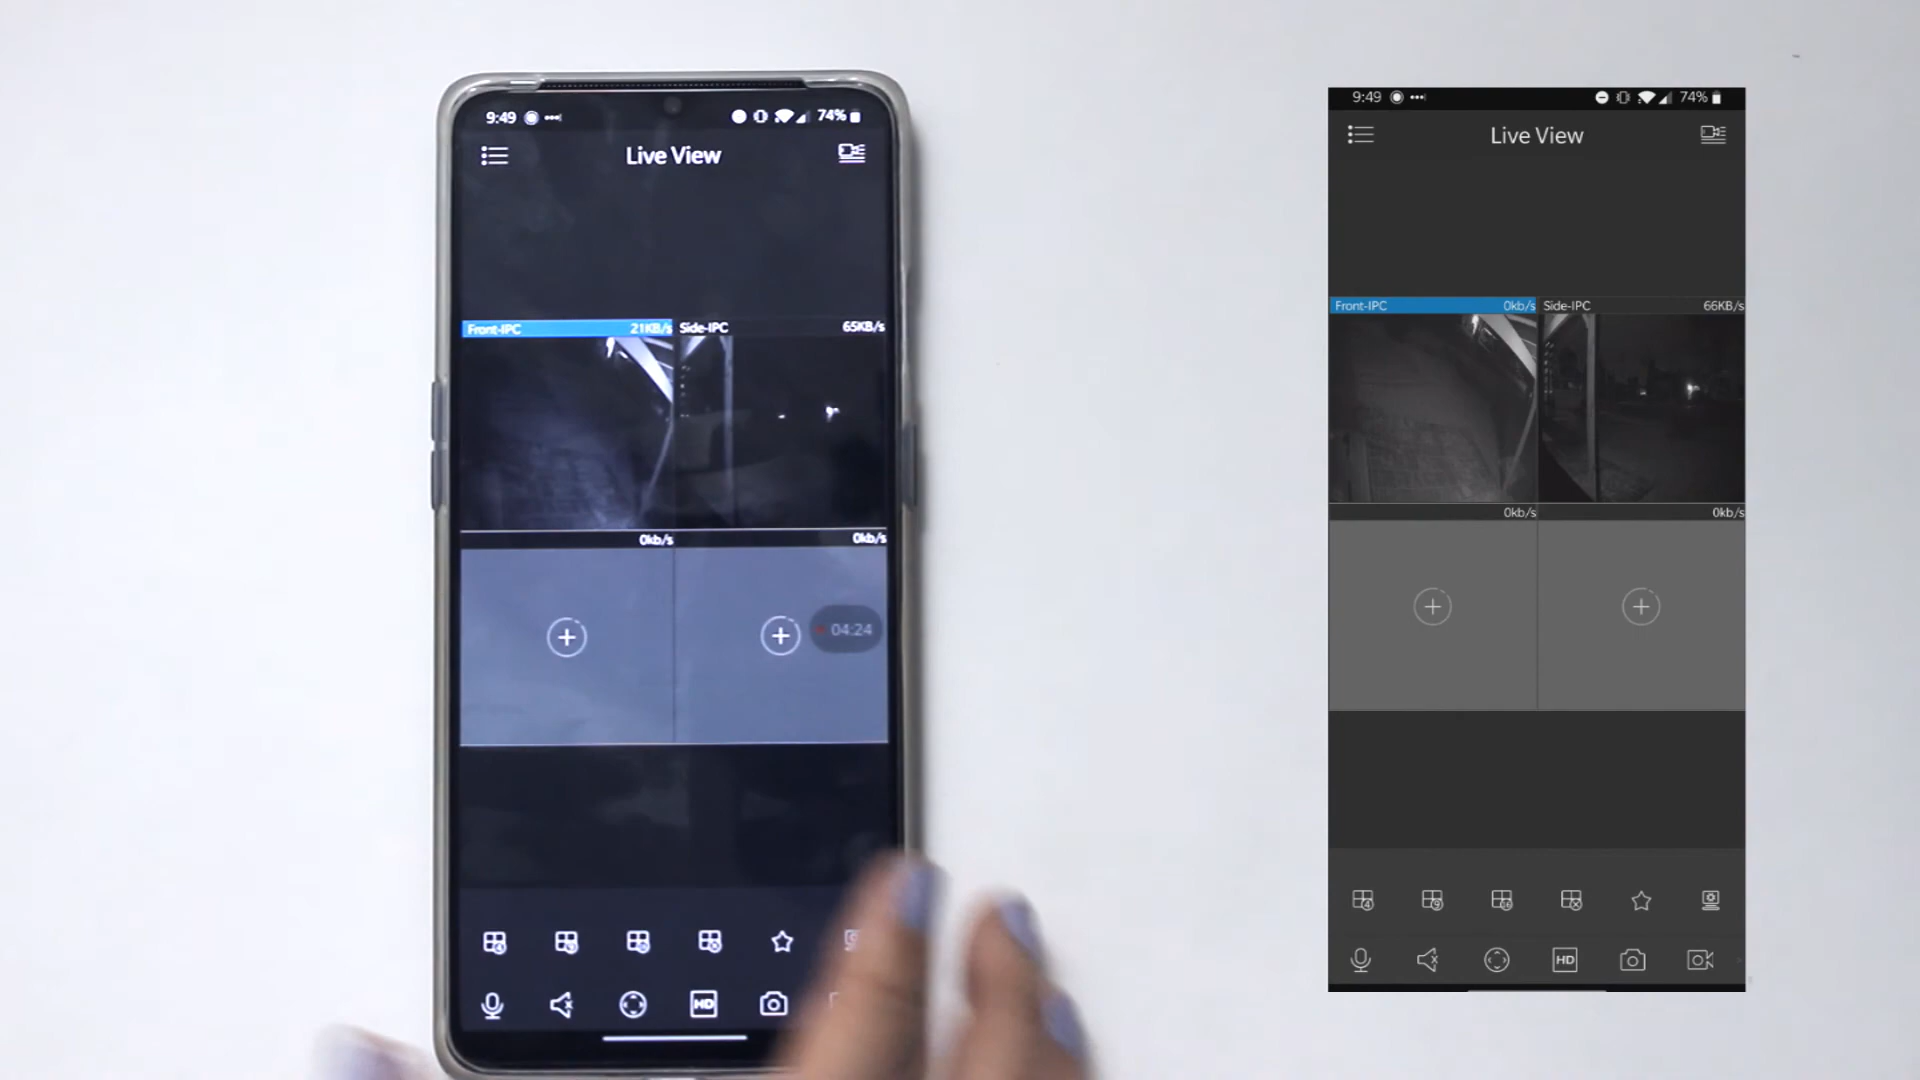 9:49
74%
Live View
Front-IPC 21KB/s
Side-IPC 65KB/s
0kb/s
0kb/s
04:24
HD
9:49
74%
Live View
Front-IPC 0kb/s
Side-IPC 66KB/s
0kb/s
0kb/s
HD